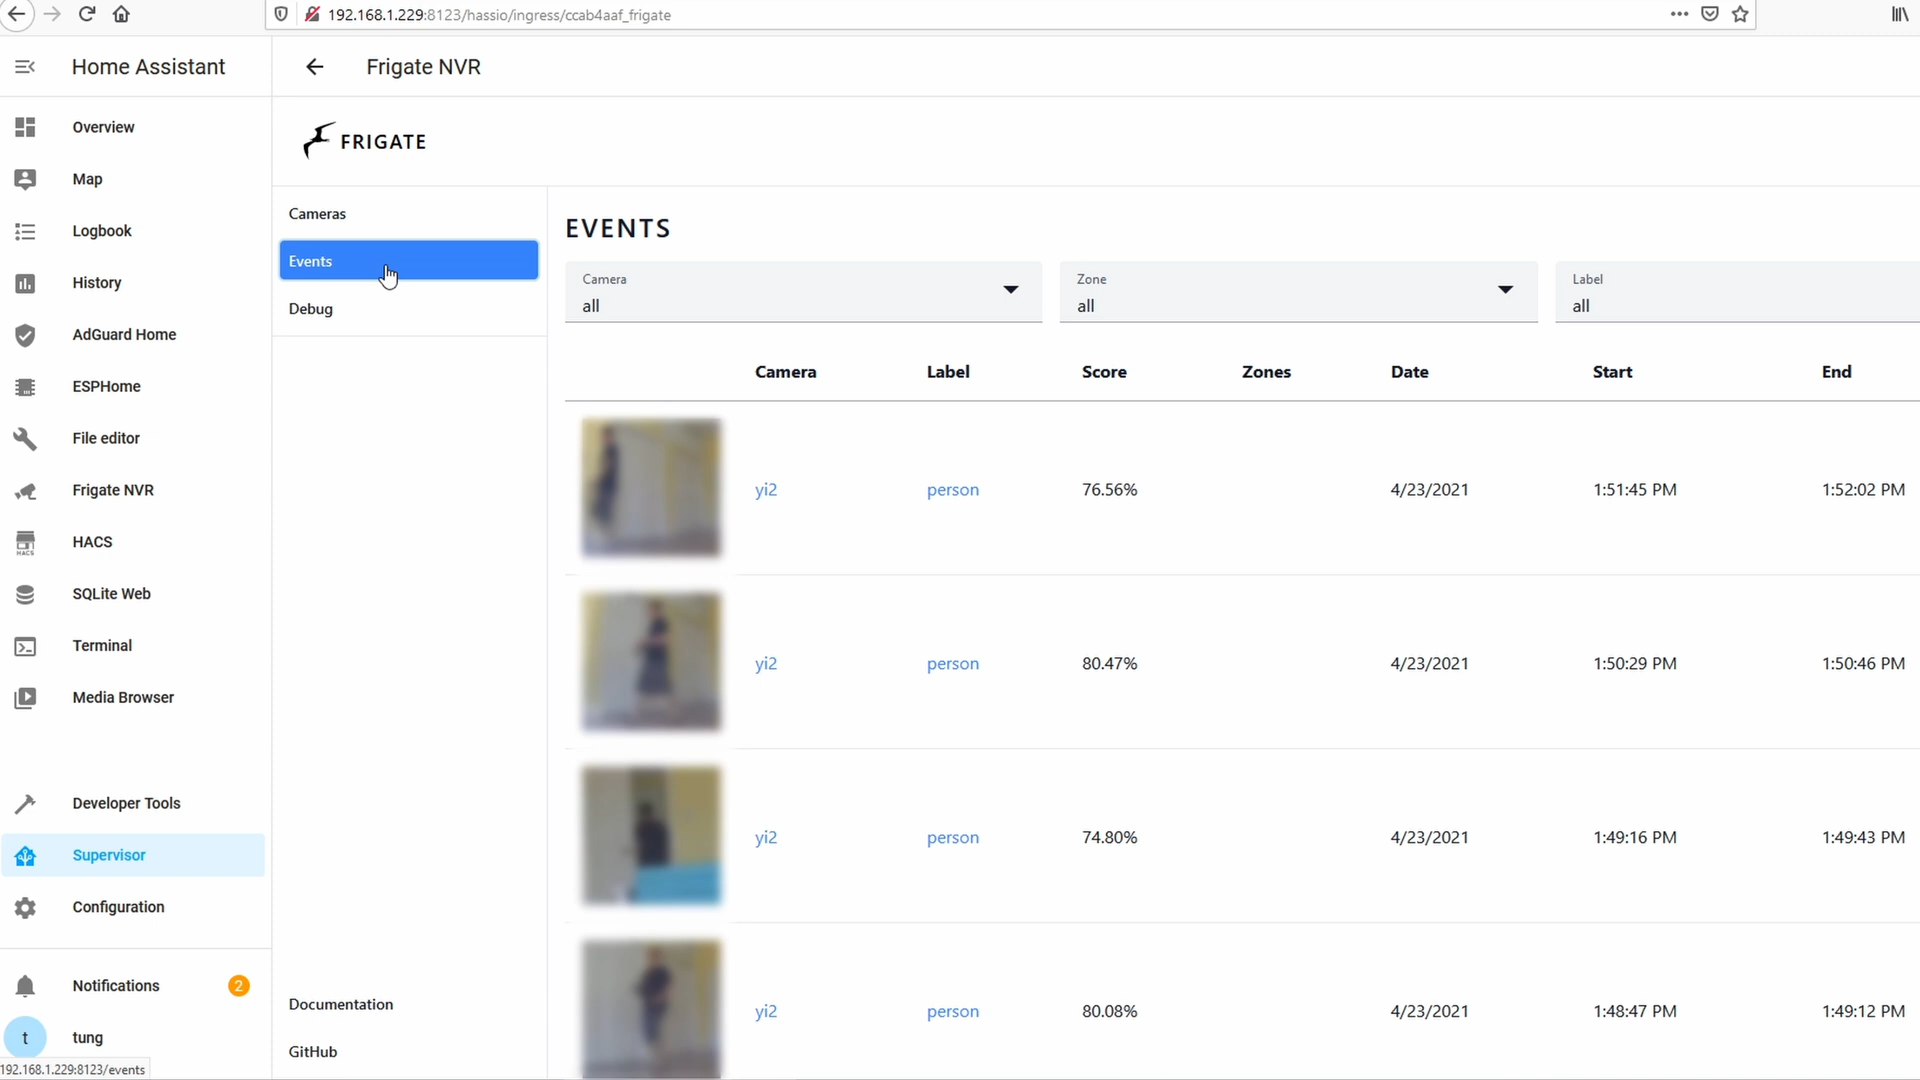 192.168.1.229:8123/hassio/ingress/ccab4aaf_frigate
Home Assistant
Frigate NVR
Overview
Map
Logbook
History
AdGuard Home
ESPHome
File editor
Frigate NVR
HACS
HACS
SQLite Web
Terminal
Media Browser
Developer Tools
Supervisor
Configuration
Notifications 2
t tung
192.168.1.229:8123/events
FRIGATE
Cameras
Events
Debug
Documentation
GitHub
EVENTS
Camera Zone Label
all all all
Camera Label Score Zones Date Start End
yi2 person 76.56% 4/23/2021 1:51:45 PM 1:52:02 PM
yi2 person 80.47% 4/23/2021 1:50:29 PM 1:50:46 PM
yi2 person 74.80% 4/23/2021 1:49:16 PM 1:49:43 PM
yi2 person 80.08% 4/23/2021 1:48:47 PM 1:49:12 PM